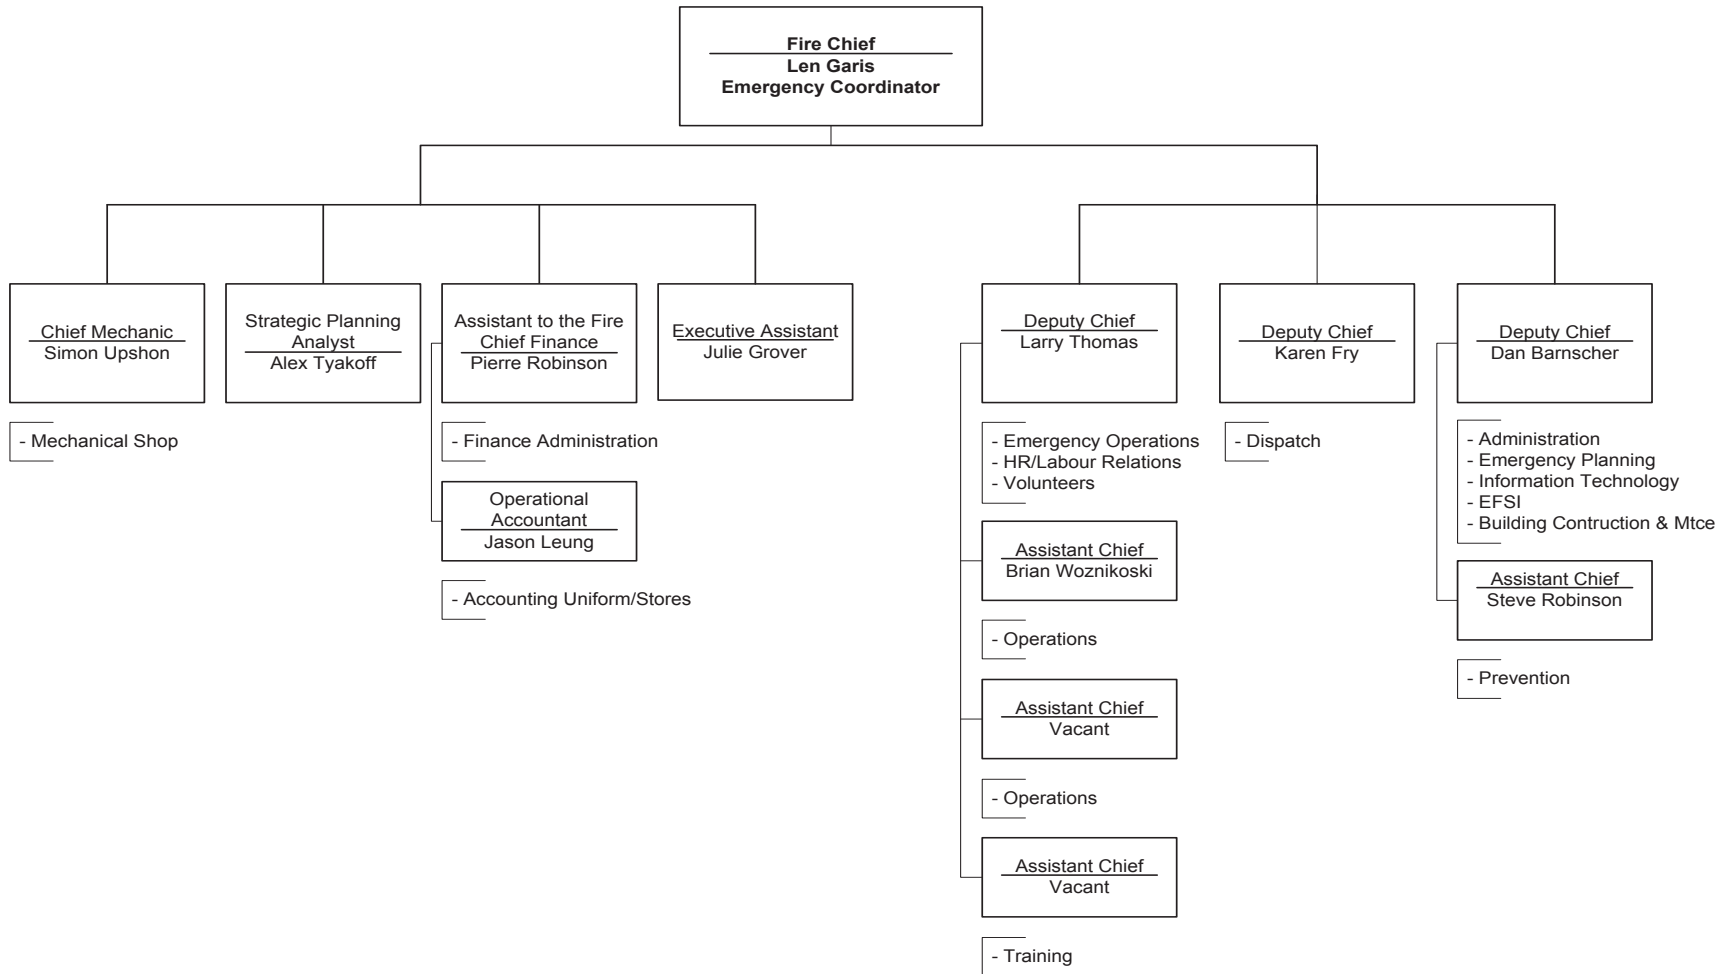 Fire Chief
Len Garis
Emergency Coordinator
Chief Mechanic
Simon Upshon
- Mechanical Shop
Strategic Planning
Analyst
Alex Tyakoff
Assistant to the Fire
Chief Finance
Pierre Robinson
- Finance Administration
Operational
Accountant
Jason Leung
- Accounting Uniform/Stores
Executive Assistant
Julie Grover
Deputy Chief
Larry Thomas
- Emergency Operations
- HR/Labour Relations
- Volunteers
Assistant Chief
Brian Woznikoski
- Operations
Assistant Chief
Vacant
- Operations
Assistant Chief
Vacant
- Training
Deputy Chief
Karen Fry
- Dispatch
Deputy Chief
Dan Barnscher
- Administration
- Emergency Planning
- Information Technology
- EFSI
- Building Contruction & Mtce
Assistant Chief
Steve Robinson
- Prevention